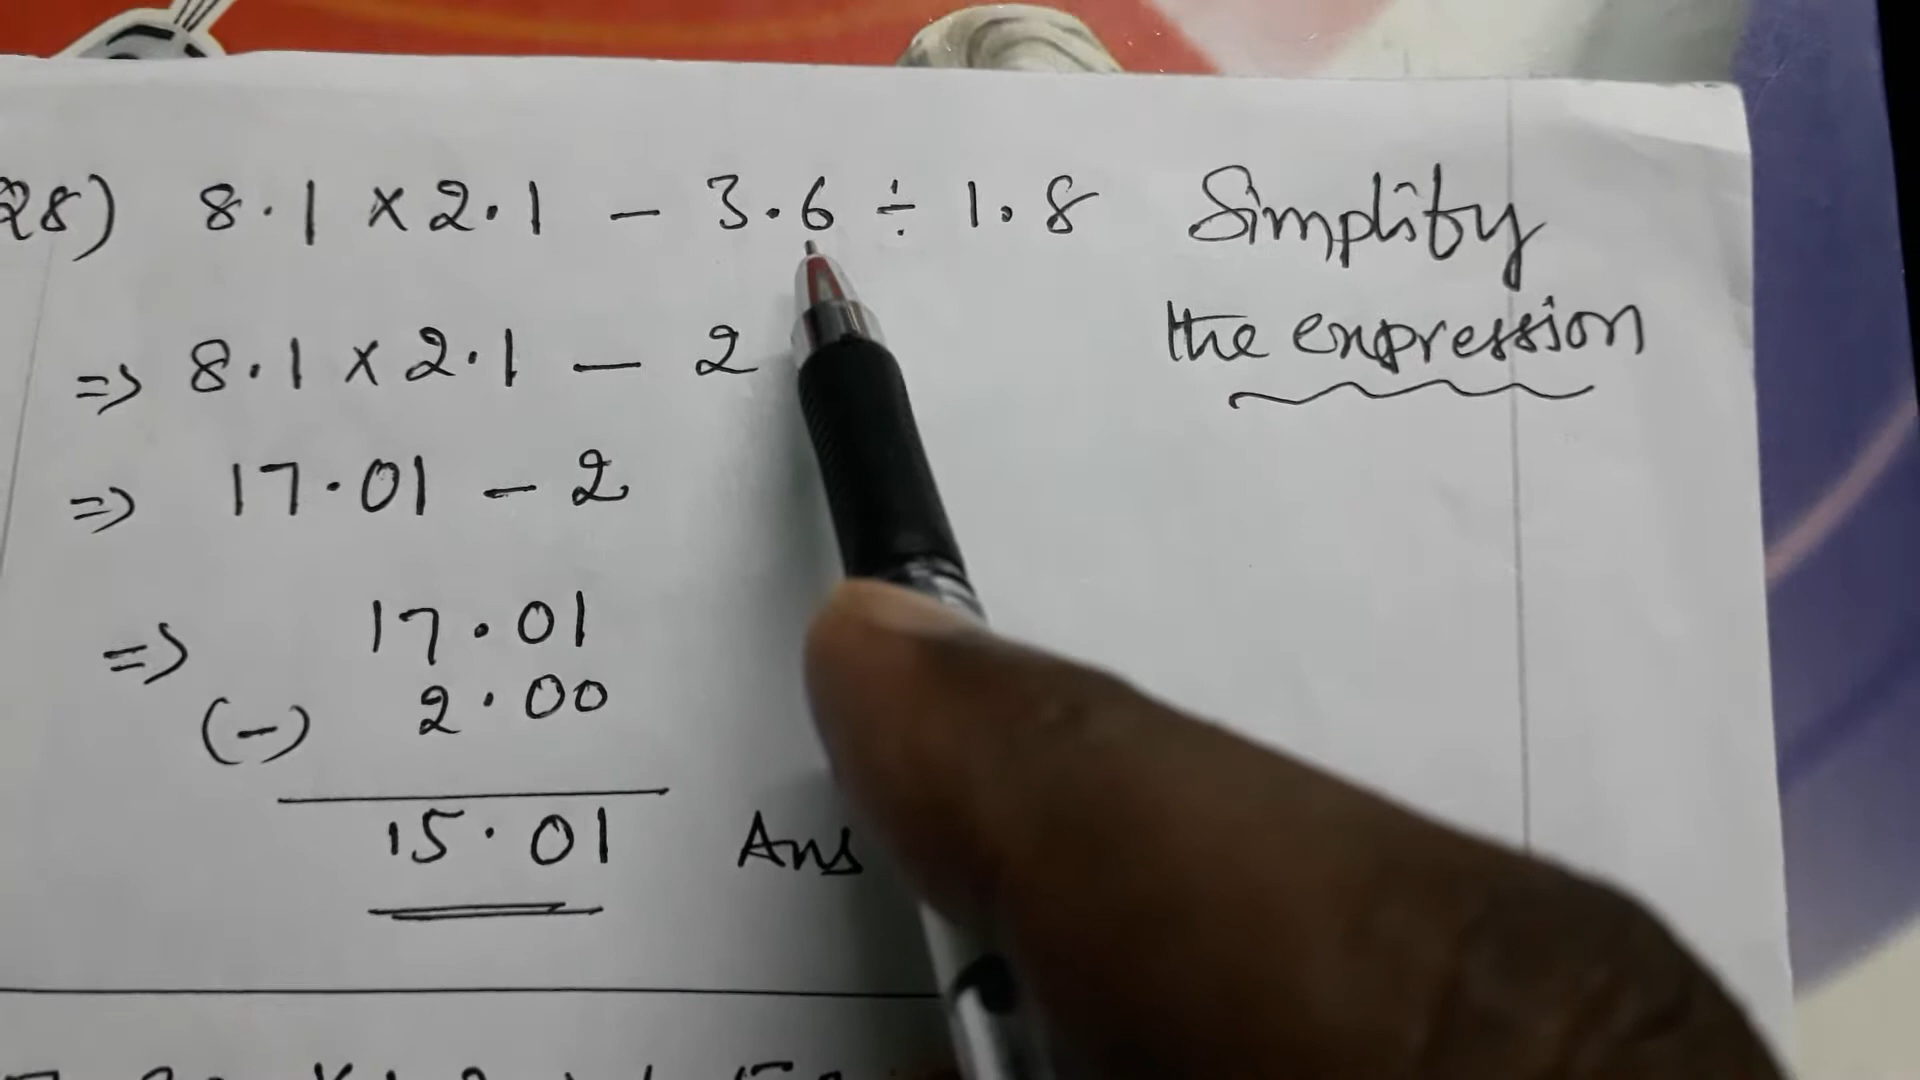 28) 8.1 × 2.1 - 3.6 ÷ 1.8 Simplify
the expression
=> 8.1 × 2.1 - 2
=> 17.01 - 2
=> 17.01
(-) 2.00
15.01 Ans